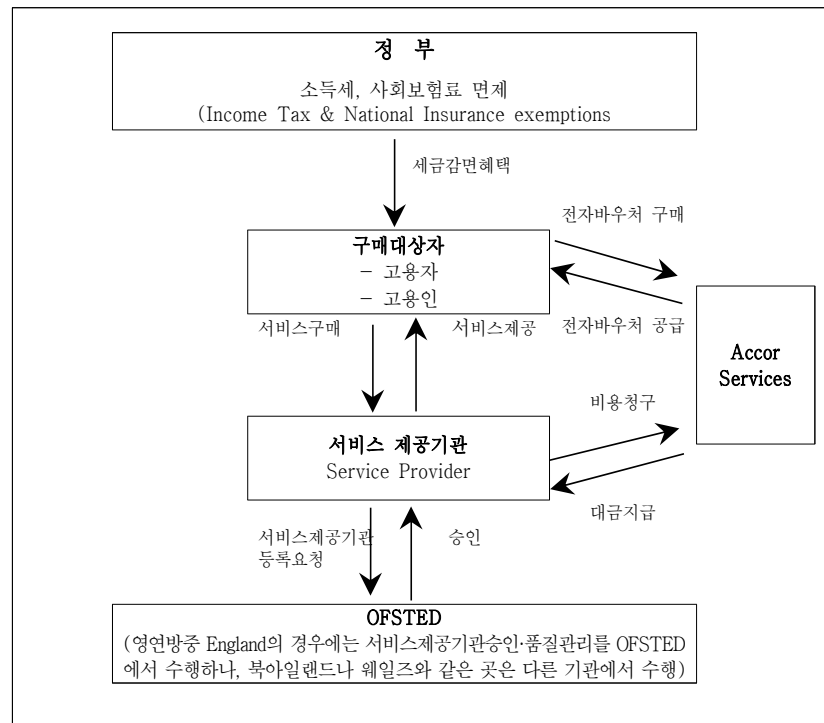 정 부
소득세, 사회보험료 면제
(Income Tax & National Insurance exemptions
세금감면혜택
전자바우처 구매
구매대상자
- 고용자
- 고용인
서비스구매
서비스제공
전자바우처 공급
Accor
Services
비용청구
서비스 제공기관
Service Provider
대금지급
서비스제공기관
등록요청
승인
OFSTED
(영연방중 England의 경우에는 서비스제공기관승인·품질관리를 OFSTED
에서 수행하나, 북아일랜드나 웨일즈와 같은 곳은 다른 기관에서 수행)